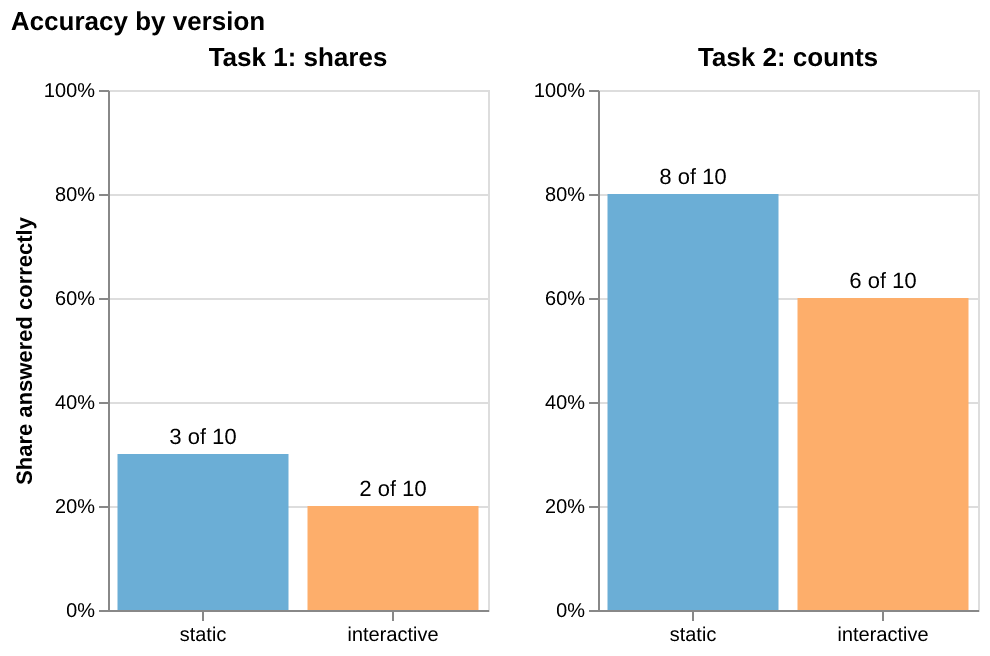 Accuracy by version
Task 1: shares
Share answered correctly
100%
80%
60%
40%
20%
0%
3 of 10
2 of 10
static
interactive
Task 2: counts
100%
80%
60%
40%
20%
0%
8 of 10
6 of 10
static
interactive